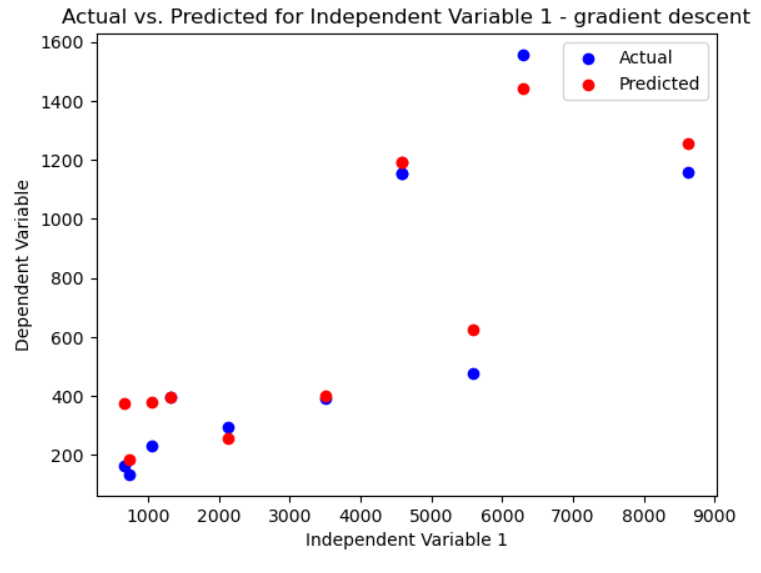 Actual vs. Predicted for Independent Variable 1 - gradient descent
1600
1400
1200
1000
800
600
400
200
Dependent Variable
Actual
Predicted
1000 2000 3000 4000 5000 6000 7000 8000 9000
Independent Variable 1